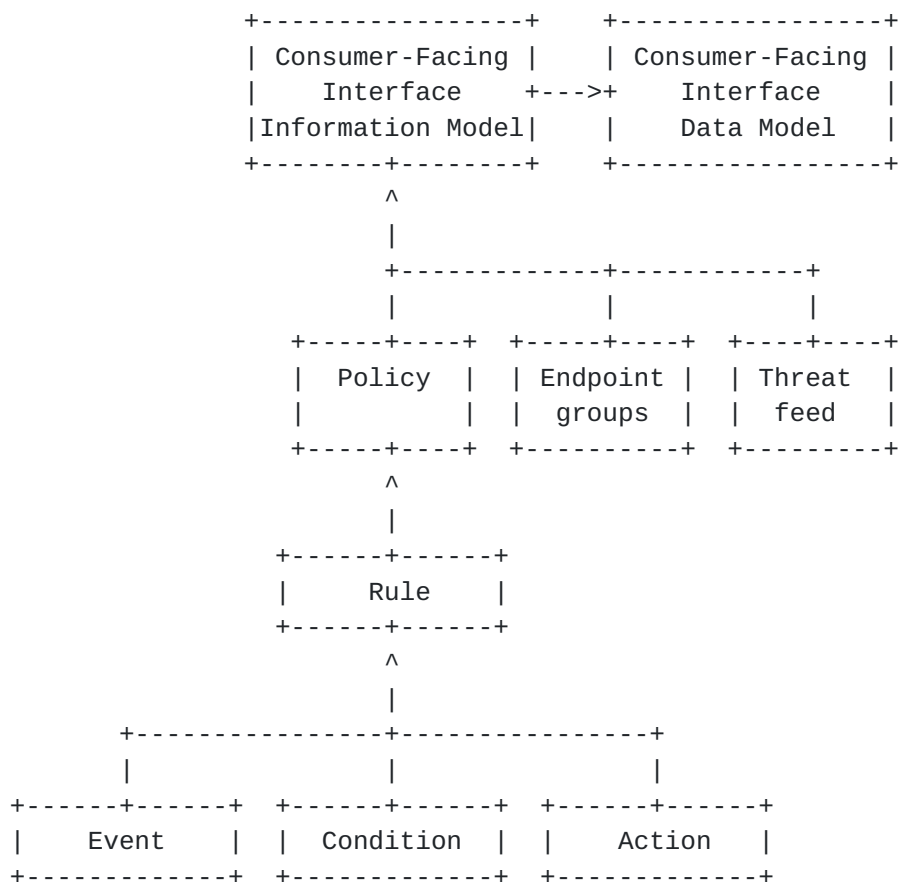 Consumer-Facing
Interface
Information Model
Consumer-Facing
Interface
Data Model
Policy
Endpoint
groups
Threat
feed
Rule
Event
Condition
Action